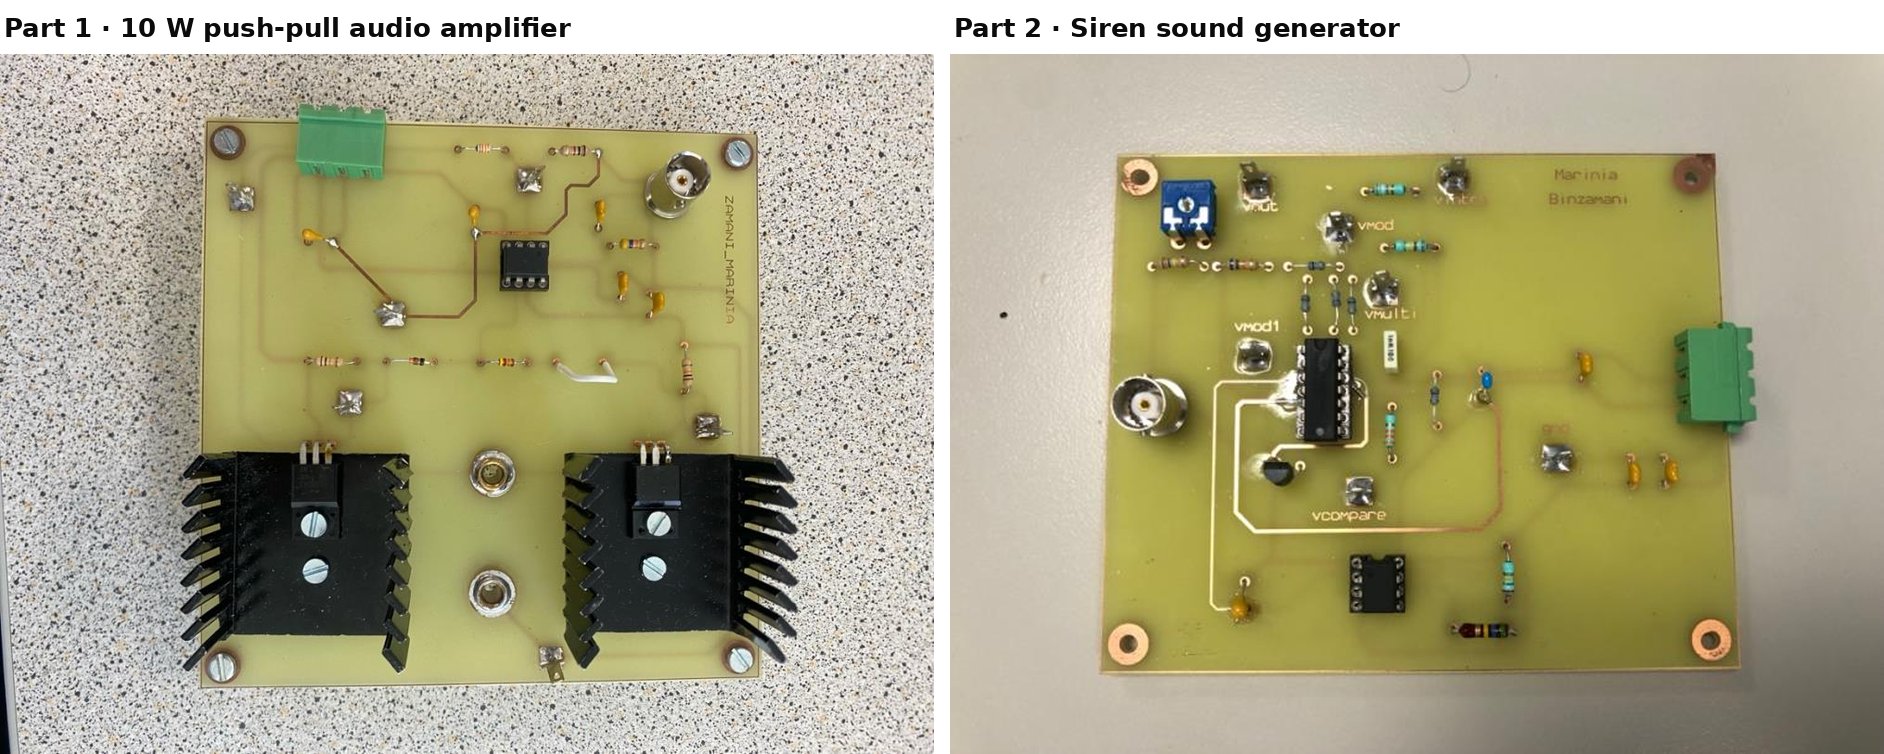 Part 1 · 10 W push-pull audio amplifier
Part 2 · Siren sound generator
ZAMANI_MARINIA
Marinia
Binzamani
vmod
vmulti
vmod1
vcompare
gnd